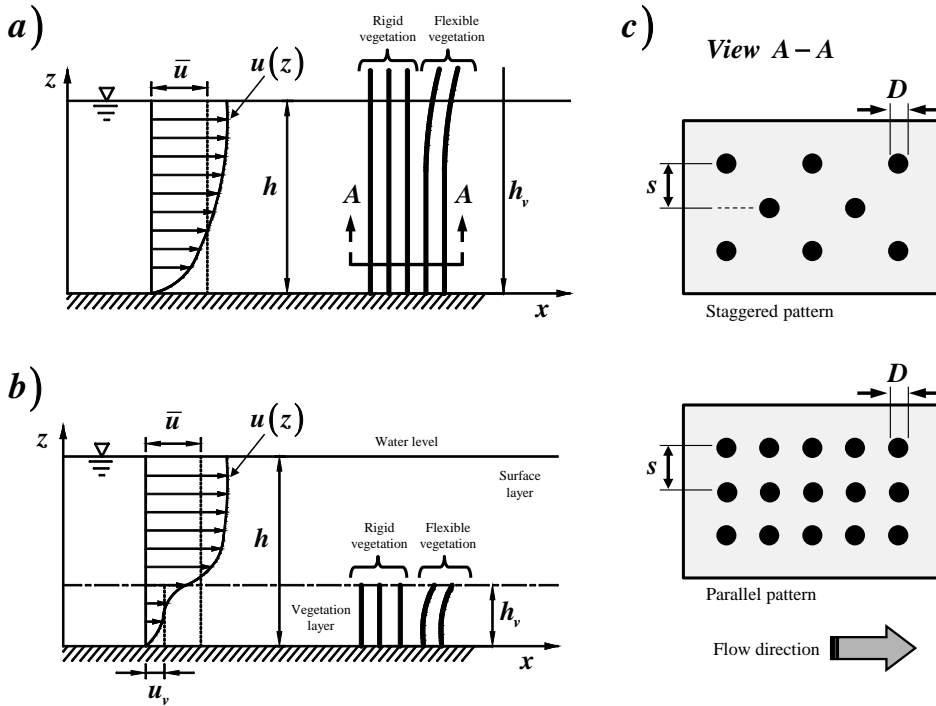 a)
Rigid
vegetation
Flexible
vegetation
z
u̅
u(z)
h
A
A
h_v
x
b)
z
u̅
u(z)
Water level
Surface
layer
h
Rigid
vegetation
Flexible
vegetation
Vegetation
layer
h_v
x
u_v
c)
View A – A
D
s
Staggered pattern
D
s
Parallel pattern
Flow direction